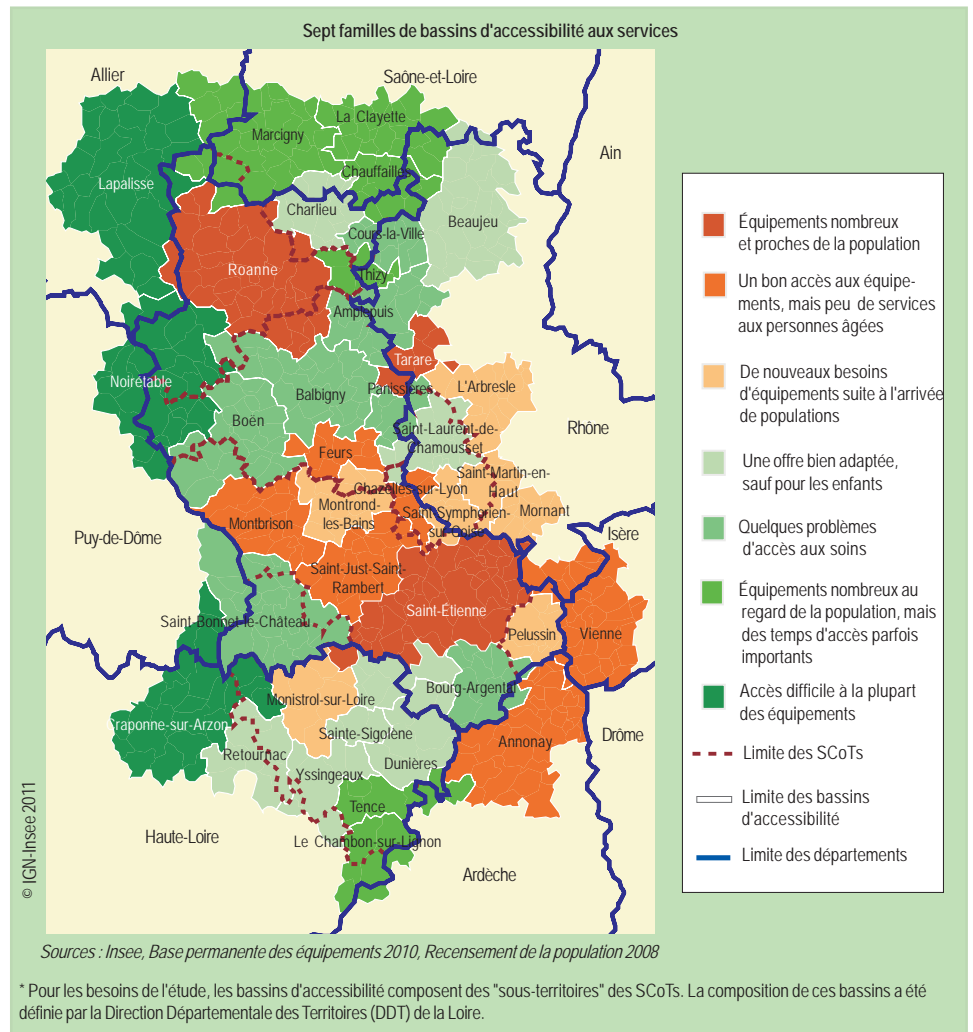 Sept familles de bassins d'accessibilité aux services
Allier
Saône-et-Loire
La Clayette
Marcigny
Ain
Chauffailles
Lapalisse
Charlieu
Beaujeu
Cours-la-Ville
Roanne
Thizy
Amplepuis
Tarare
Noirétable
Panissières
L'Arbresle
Balbigny
Boën
Rhône
Saint-Laurent-de-
Chamousset
Feurs
Saint-Martin-en-
Haut
Chazelles-sur-Lyon
Montrond-
les-Bains
Mornant
Saint-Symphorien-
sur-Coise
Montbrison
Isère
Puy-de-Dôme
Saint-Just-Saint-
Rambert
Saint-Étienne
Saint-Bonnet-le-Château
Pelussin
Vienne
Bourg-Argental
Monistrol-sur-Loire
Craponne-sur-Arzon
Sainte-Sigolène
Drôme
Annonay
Retournac
Dunières
Yssingeaux
Tence
Haute-Loire
Le Chambon-sur-Lignon
Ardèche
© IGN-Insee 2011
Équipements nombreux
et proches de la population
Un bon accès aux équipe-
ments, mais peu de services
aux personnes âgées
De nouveaux besoins
d'équipements suite à l'arrivée
de populations
Une offre bien adaptée,
sauf pour les enfants
Quelques problèmes
d'accès aux soins
Équipements nombreux au
regard de la population, mais
des temps d'accès parfois
importants
Accès difficile à la plupart
des équipements
Limite des SCoTs
Limite des bassins
d'accessibilité
Limite des départements
Sources : Insee, Base permanente des équipements 2010, Recensement de la population 2008
* Pour les besoins de l'étude, les bassins d'accessibilité composent des "sous-territoires" des SCoTs. La composition de ces bassins a été
définie par la Direction Départementale des Territoires (DDT) de la Loire.